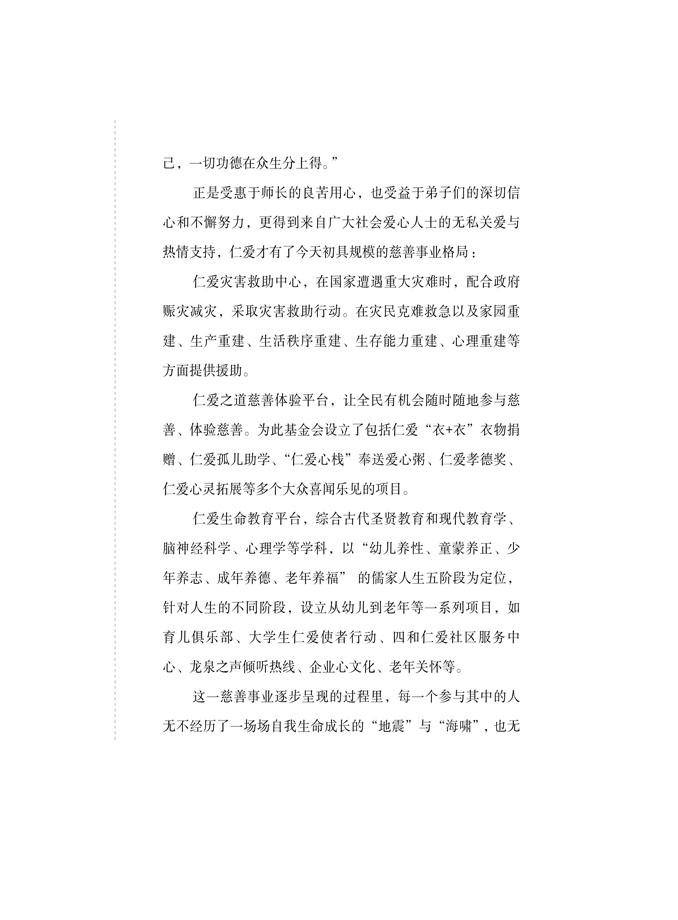 己，一切功德在众生分上得。”
正是受惠于师长的良苦用心，也受益于弟子们的深切信
心和不懈努力，更得到来自广大社会爱心人士的无私关爱与
热情支持，仁爱才有了今天初具规模的慈善事业格局：
仁爱灾害救助中心，在国家遭遇重大灾难时，配合政府
赈灾减灾，采取灾害救助行动。在灾民克难救急以及家园重
建、生产重建、生活秩序重建、生存能力重建、心理重建等
方面提供援助。
仁爱之道慈善体验平台，让全民有机会随时随地参与慈
善、体验慈善。为此基金会设立了包括仁爱“衣+衣”衣物捐
赠、仁爱孤儿助学、“仁爱心栈”奉送爱心粥、仁爱孝德奖、
仁爱心灵拓展等多个大众喜闻乐见的项目。
仁爱生命教育平台，综合古代圣贤教育和现代教育学、
脑神经科学、心理学等学科，以“幼儿养性、童蒙养正、少
年养志、成年养德、老年养福” 的儒家人生五阶段为定位，
针对人生的不同阶段，设立从幼儿到老年等一系列项目，如
育儿俱乐部、大学生仁爱使者行动、四和仁爱社区服务中
心、龙泉之声倾听热线、企业心文化、老年关怀等。
这一慈善事业逐步呈现的过程里，每一个参与其中的人
无不经历了一场场自我生命成长的“地震”与“海啸”，也无